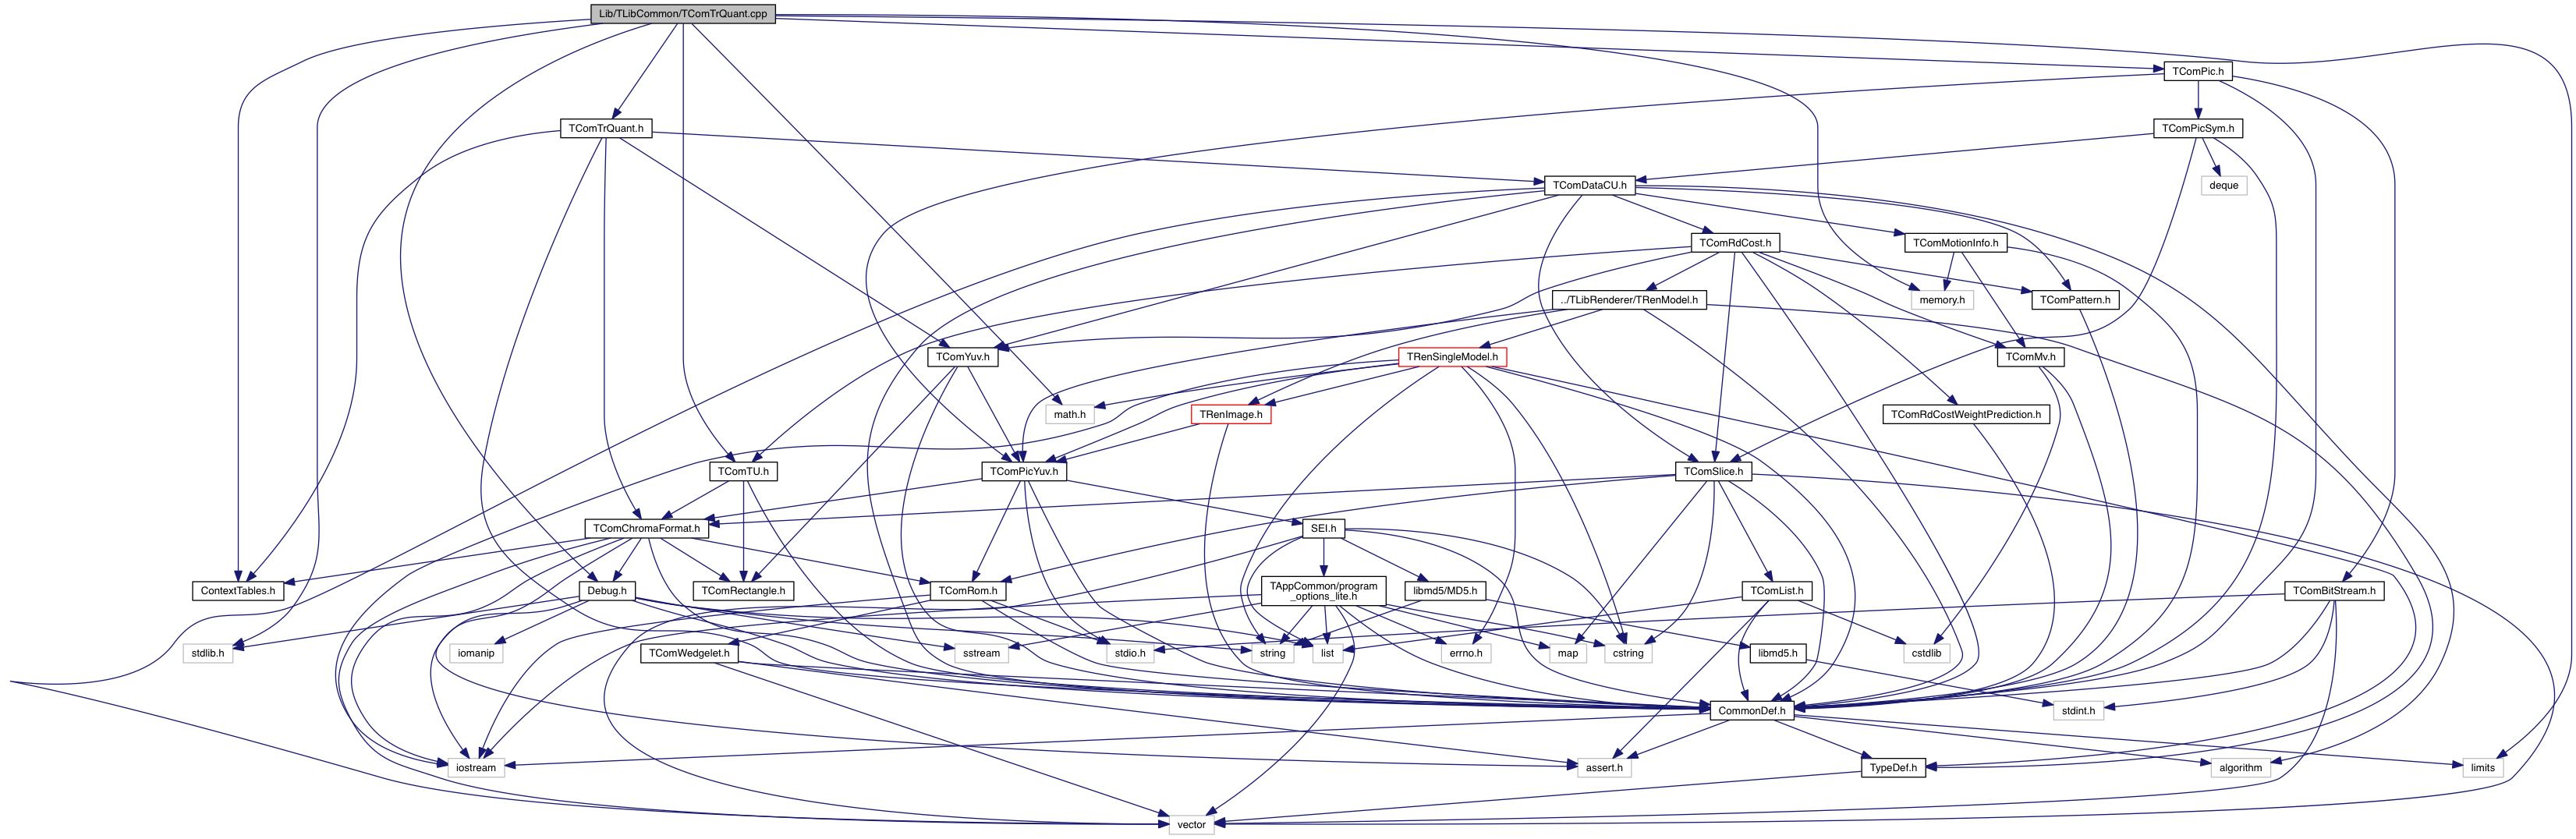 Lib/TLibCommon/TComTrQuant.cpp
TComPic.h
TComTrQuant.h
TComPicSym.h
TComDataCU.h
deque
TComRdCost.h
TComMotionInfo.h
../TLibRenderer/TRenModel.h
memory.h
TComPattern.h
TComYuv.h
TRenSingleModel.h
TComMv.h
math.h
TRenImage.h
TComRdCostWeightPrediction.h
TComTU.h
TComPicYuv.h
TComSlice.h
TComChromaFormat.h
SEI.h
ContextTables.h
Debug.h
TComRectangle.h
TComRom.h
TAppCommon/program
_options_lite.h
libmd5/MD5.h
TComList.h
TComBitStream.h
stdlib.h
iomanip
TComWedgelet.h
sstream
stdio.h
string
list
errno.h
map
cstring
libmd5.h
cstdlib
CommonDef.h
stdint.h
iostream
assert.h
TypeDef.h
algorithm
limits
vector